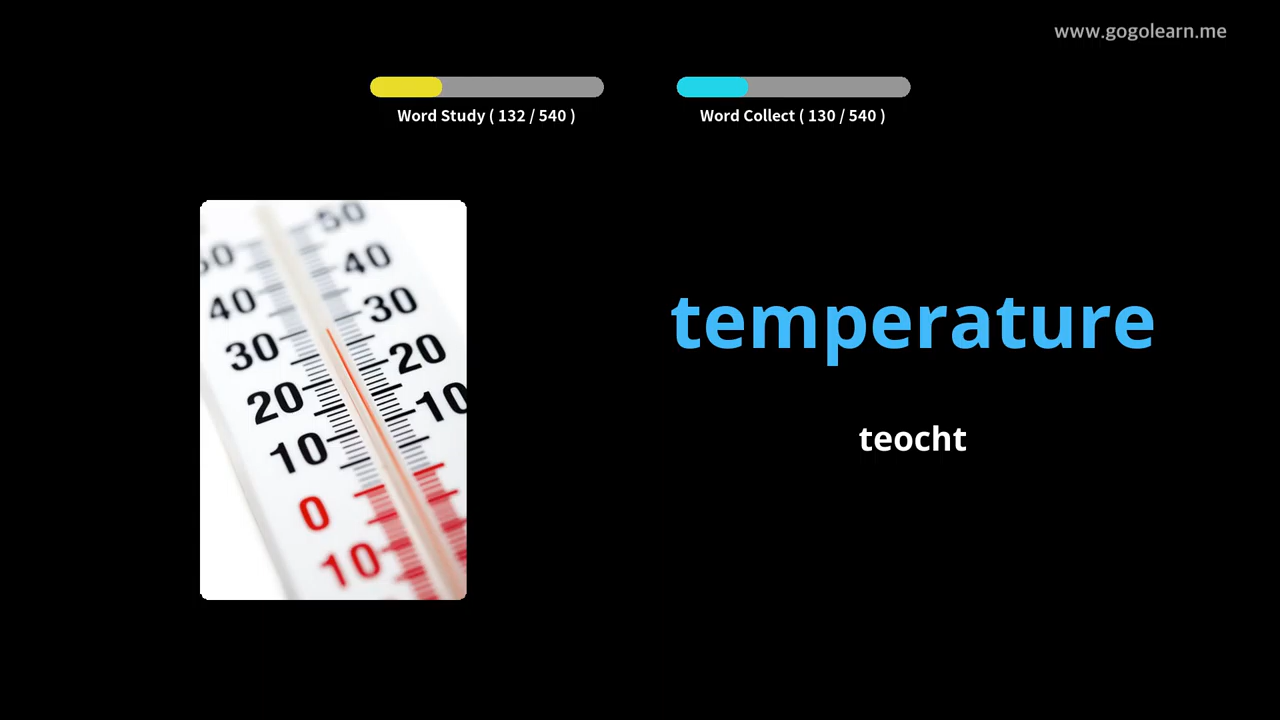 www.gogolearn.me
Word Study ( 132 / 540 )
Word Collect ( 130 / 540 )
50
40
40
30
30
20
20
10
10
0
10
temperature
teocht